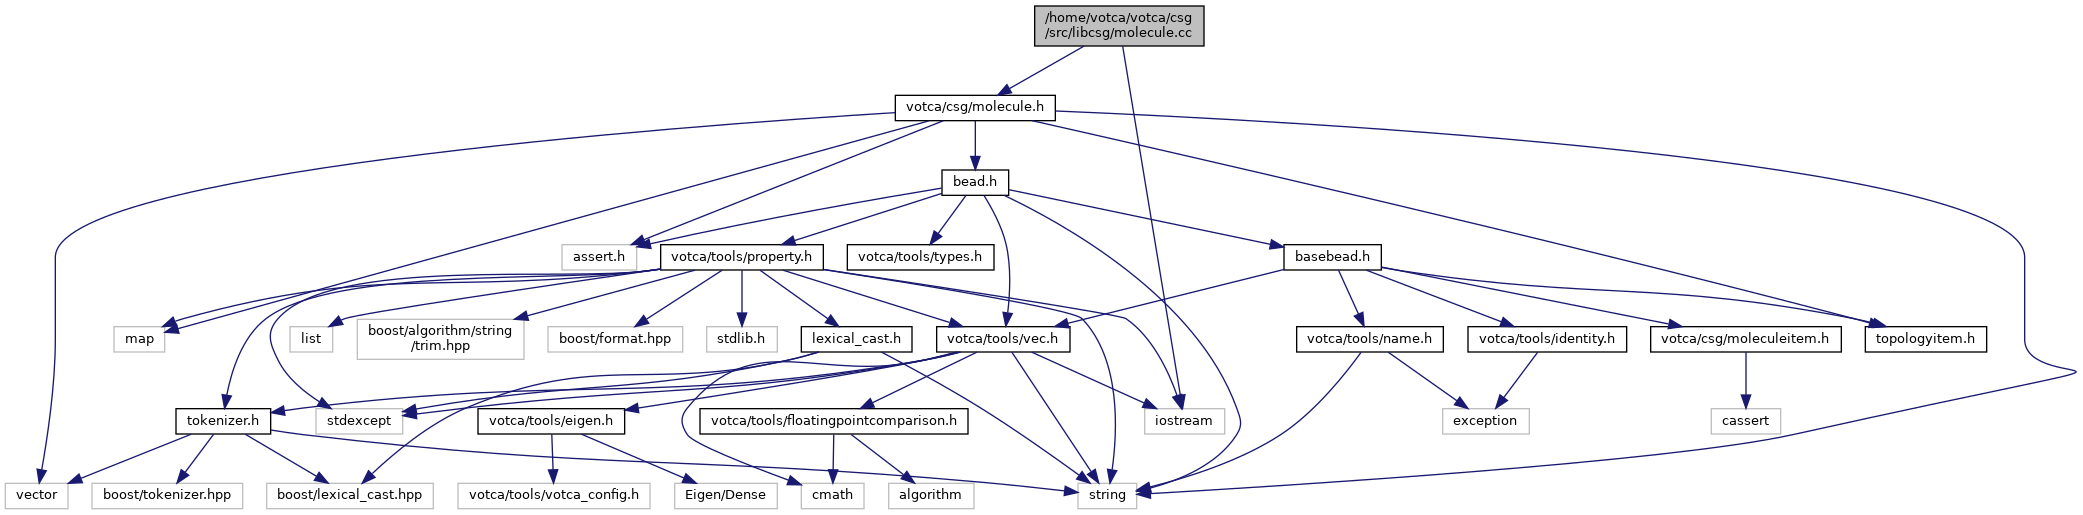 /home/votca/votca/csg
/src/libcsg/molecule.cc
votca/csg/molecule.h
bead.h
assert.h
votca/tools/property.h
votca/tools/types.h
basebead.h
map
list
boost/algorithm/string
/trim.hpp
boost/format.hpp
stdlib.h
lexical_cast.h
votca/tools/vec.h
votca/tools/name.h
votca/tools/identity.h
votca/csg/moleculeitem.h
topologyitem.h
tokenizer.h
stdexcept
votca/tools/eigen.h
votca/tools/floatingpointcomparison.h
iostream
exception
cassert
vector
boost/tokenizer.hpp
boost/lexical_cast.hpp
votca/tools/votca_config.h
Eigen/Dense
cmath
algorithm
string